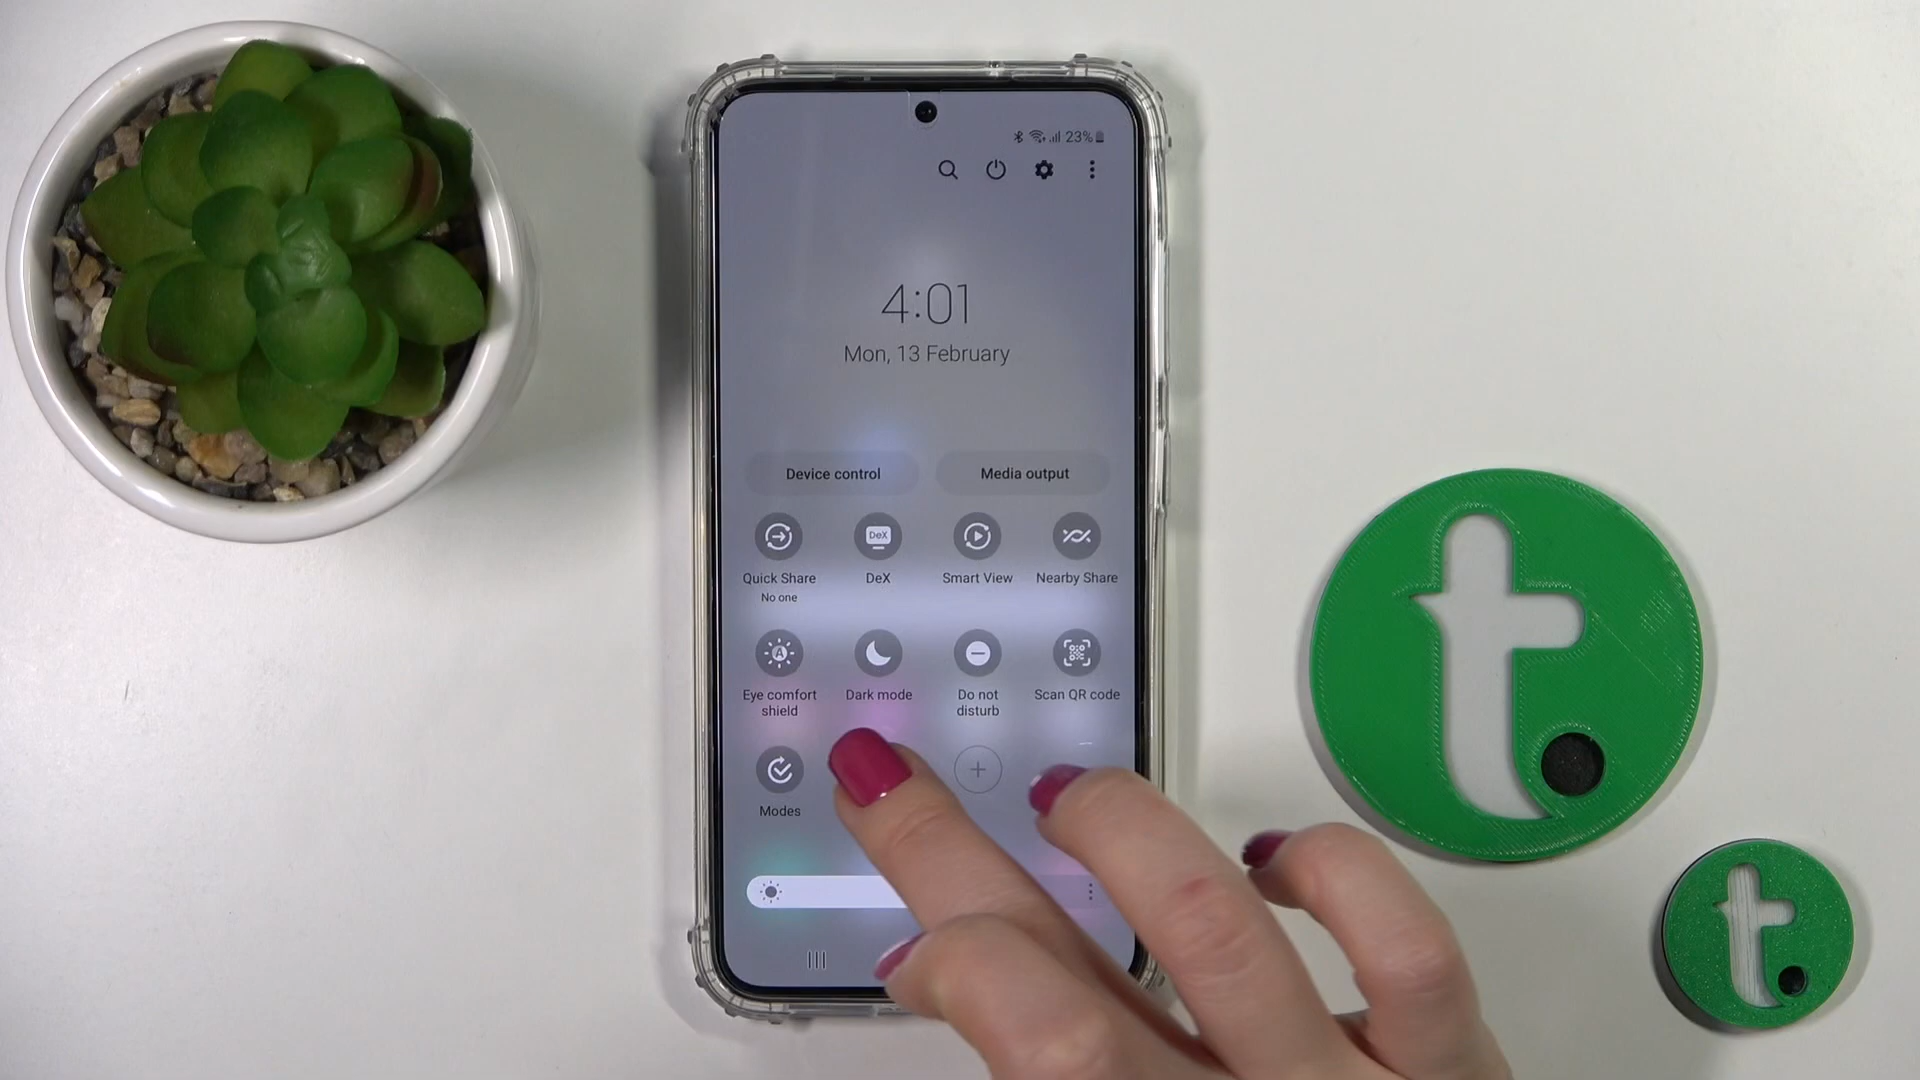 23%
4:01
Mon, 13 February
Device control Media output
DeX
Quick Share DeX Smart View Nearby Share
No one
A
Eye comfort shield Dark mode Do not disturb Scan QR code
Modes
t
t